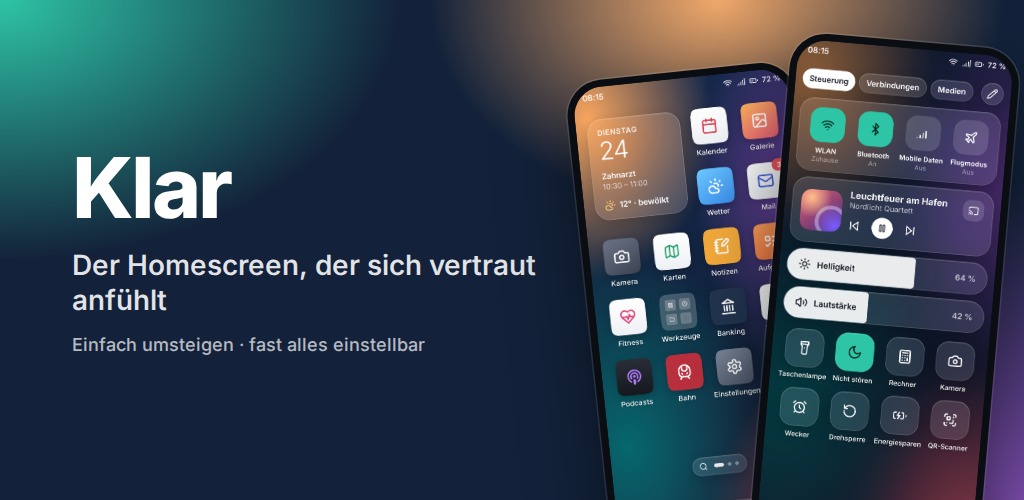 Klar
Der Homescreen, der sich vertraut
anfühlt
Einfach umsteigen · fast alles einstellbar
08:15
72 %
DIENSTAG
24
Zahnarzt
10:30 – 11:00
12° · bewölkt
Kalender
Galerie
Wetter
Mail
Kamera
Karten
Notizen
Fitness
Werkzeuge
Banking
Podcasts
Bahn
Einstellungen
08:15
72 %
Steuerung
Verbindungen
Medien
WLAN
Zuhause
Bluetooth
An
Mobile Daten
Aus
Flugmodus
Aus
Leuchtfeuer am Hafen
Nordlicht Quartett
Helligkeit
64 %
Lautstärke
42 %
Taschenlampe
Nicht stören
Rechner
Kamera
Wecker
Drehsperre
Energiesparen
QR-Scanner